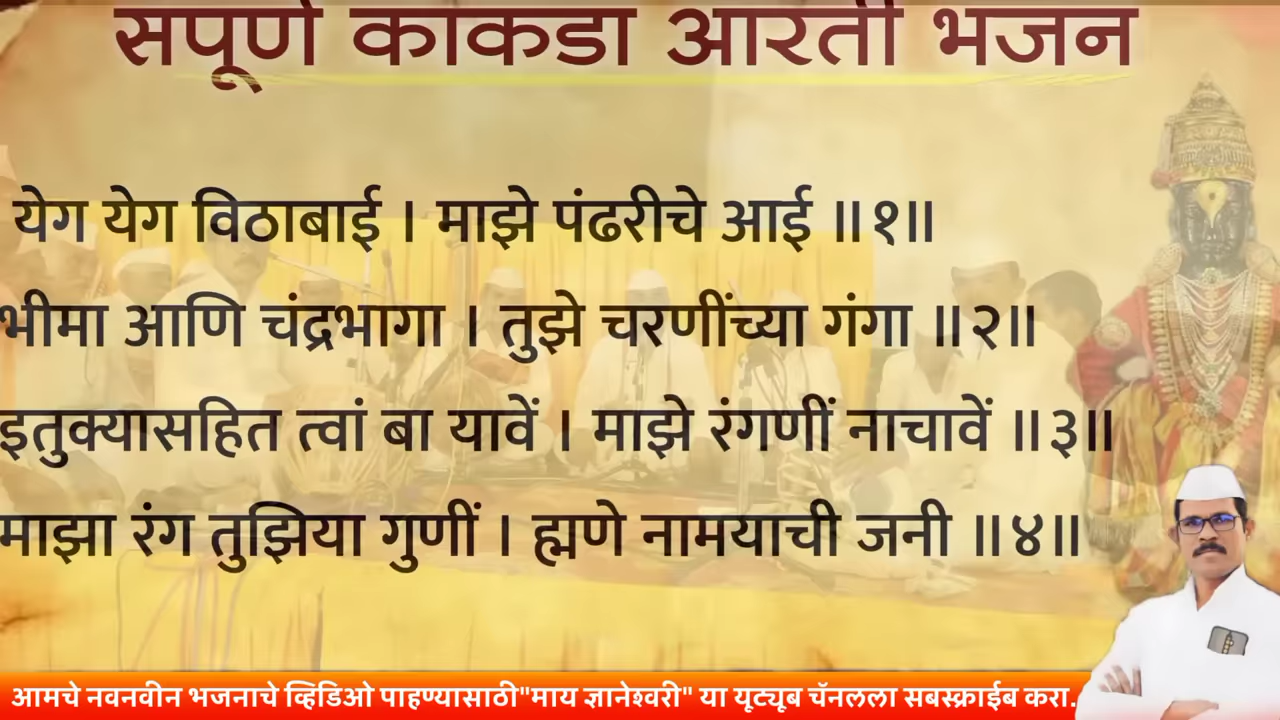 संपूर्ण काकडा आरती भजन
येग येग विठाबाई । माझे पंढरीचे आई ॥१॥
भीमा आणि चंद्रभागा । तुझे चरणींच्या गंगा ॥२॥
इतुक्यासहित त्वां बा यावें । माझे रंगणीं नाचावें ॥३॥
माझा रंग तुझिया गुणीं । ह्मणे नामयाची जनी ॥४॥
आमचे नवनवीन भजनाचे व्हिडिओ पाहण्यासाठी"माय ज्ञानेश्वरी" या यूट्यूब चॅनलला सबस्क्राईब करा.